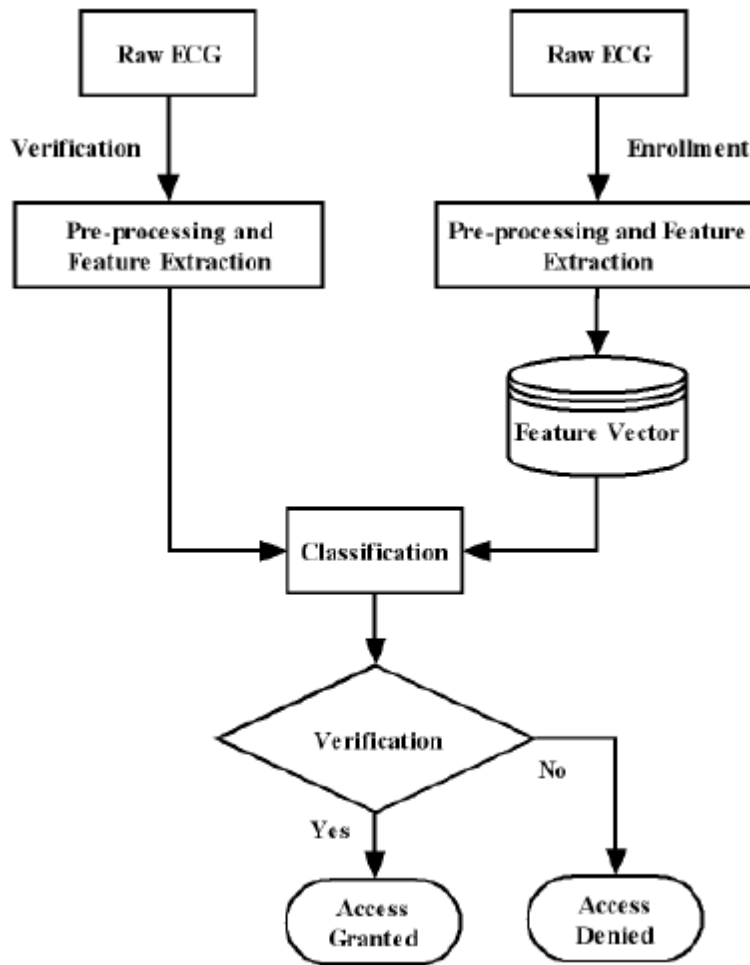 Raw ECG
Raw ECG
Verification
Enrollment
Pre-processing and
Feature Extraction
Pre-processing and Feature
Extraction
Feature Vector
Classification
Verification
No
Yes
Access
Granted
Access
Denied